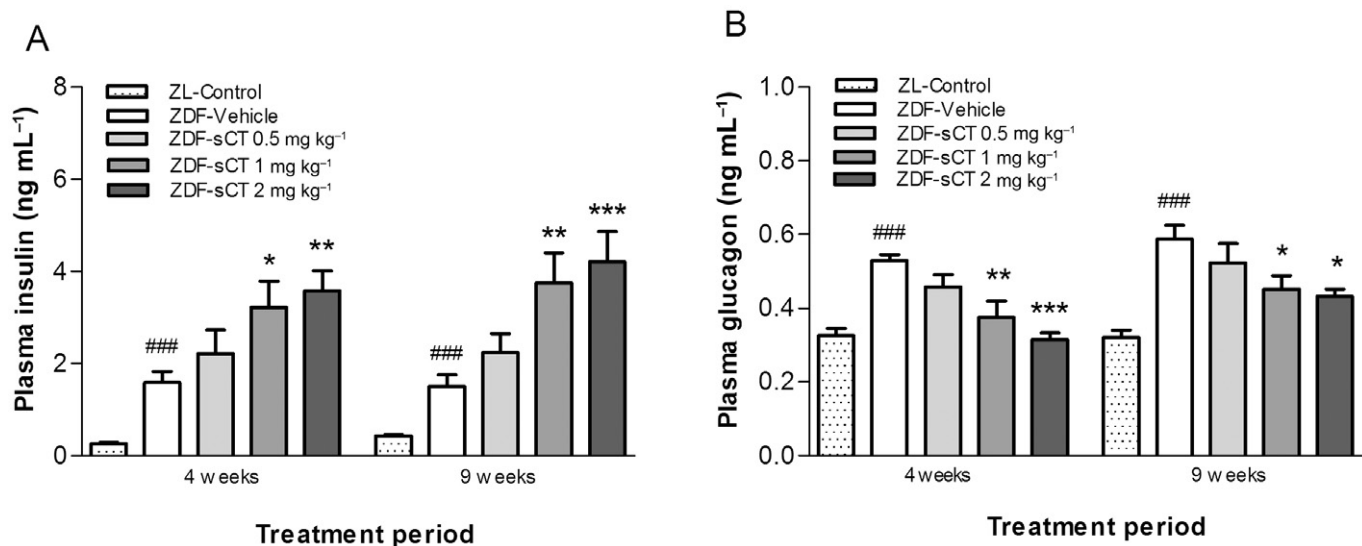 A
Plasma insulin (ng mL⁻¹)
8
6
4
2
0
ZL-Control
ZDF-Vehicle
ZDF-sCT 0.5 mg kg⁻¹
ZDF-sCT 1 mg kg⁻¹
ZDF-sCT 2 mg kg⁻¹
###
*
**
###
**
***
4 weeks
9 weeks
Treatment period
B
Plasma glucagon (ng mL⁻¹)
1.0
0.8
0.6
0.4
0.2
0.0
ZL-Control
ZDF-Vehicle
ZDF-sCT 0.5 mg kg⁻¹
ZDF-sCT 1 mg kg⁻¹
ZDF-sCT 2 mg kg⁻¹
###
**
***
###
*
*
4 weeks
9 weeks
Treatment period